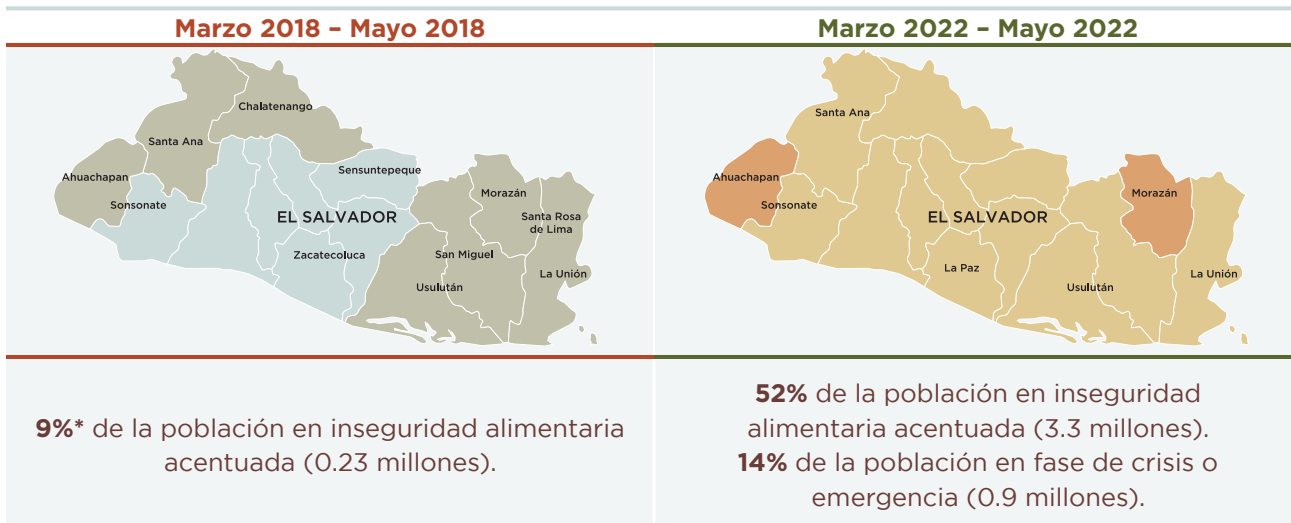 Marzo 2018 – Mayo 2018
Chalatenango
Santa Ana
Sensuntepeque
Ahuachapan
Morazán
Sonsonate
EL SALVADOR
Santa Rosa
de Lima
Zacatecoluca
San Miguel
La Unión
Usulután
9%* de la población en inseguridad alimentaria
acentuada (0.23 millones).
Marzo 2022 – Mayo 2022
Santa Ana
Ahuachapan
Morazán
Sonsonate
EL SALVADOR
La Paz
La Unión
Usulután
52% de la población en inseguridad
alimentaria acentuada (3.3 millones).
14% de la población en fase de crisis o
emergencia (0.9 millones).